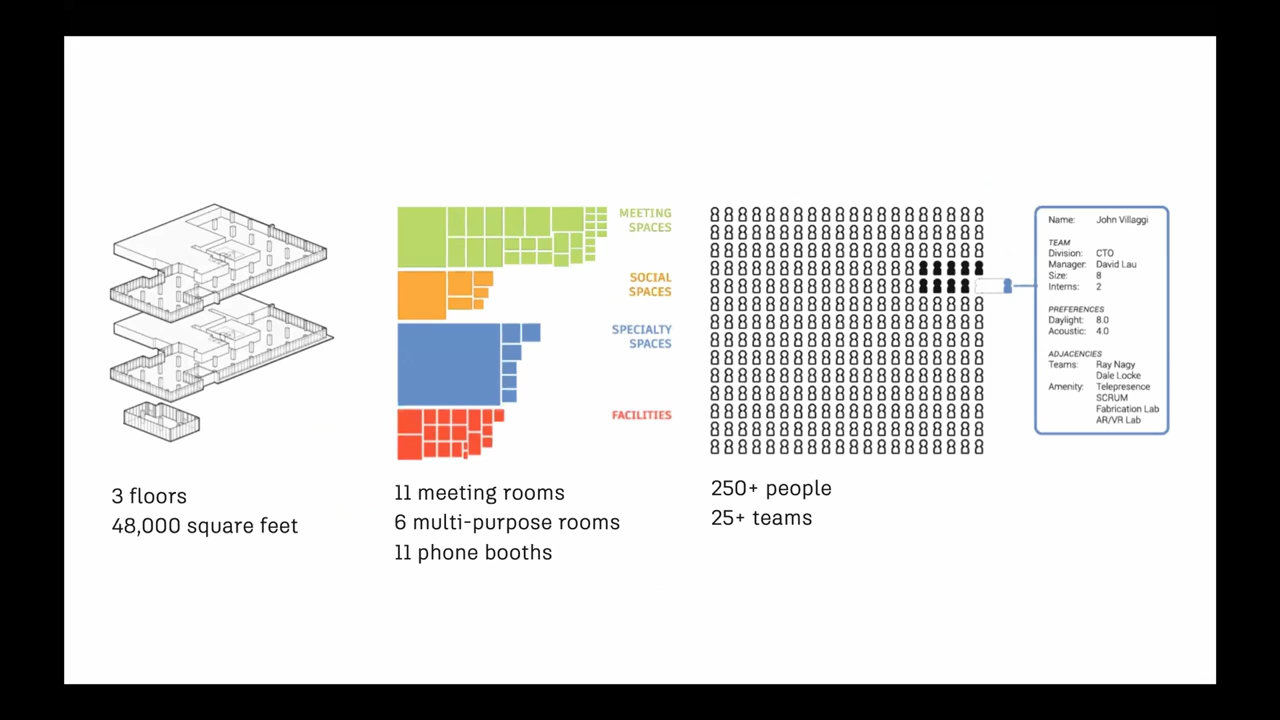 MEETING
SPACES
SOCIAL
SPACES
SPECIALTY
SPACES
FACILITIES
Name: John Villaggi
TEAM
Division: CTO
Manager: David Lau
Size: 8
Interns: 2
PREFERENCES
Daylight: 8.0
Acoustic: 4.0
ADJACENCIES
Teams: Ray Nagy
Dale Locke
Amenity: Telepresence
SCRUM
Fabrication Lab
AR/VR Lab
3 floors
48,000 square feet
11 meeting rooms
6 multi-purpose rooms
11 phone booths
250+ people
25+ teams